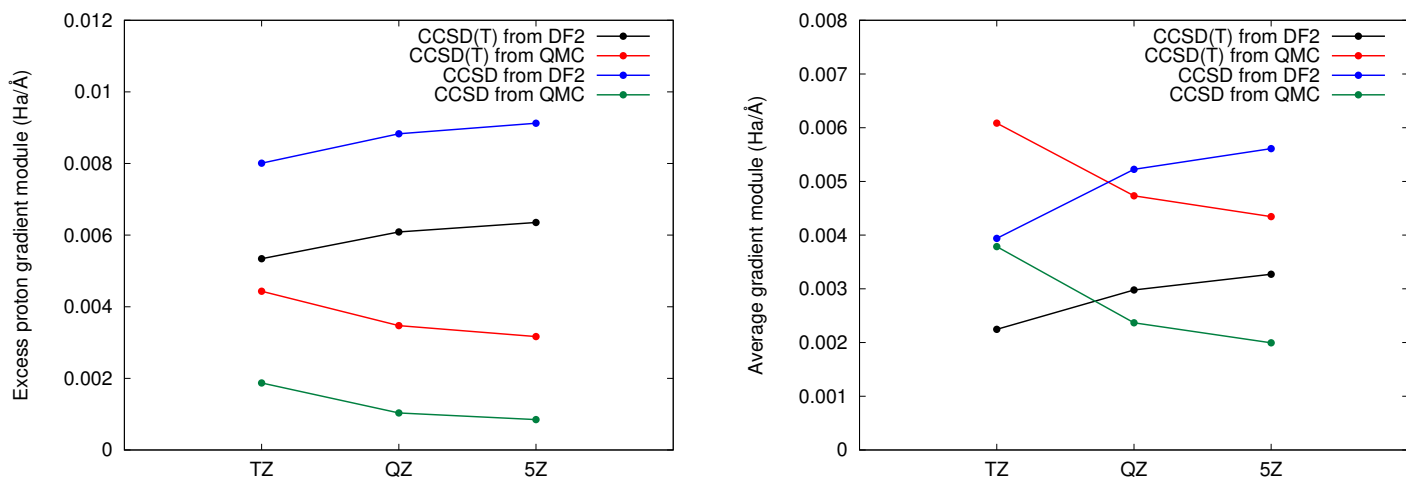 0.012
0.01
0.008
0.006
0.004
0.002
0
Excess proton gradient module (Ha/Å)
CCSD(T) from DF2
CCSD(T) from QMC
CCSD from DF2
CCSD from QMC
TZ QZ 5Z
0.008
0.007
0.006
0.005
0.004
0.003
0.002
0.001
0
Average gradient module (Ha/Å)
CCSD(T) from DF2
CCSD(T) from QMC
CCSD from DF2
CCSD from QMC
TZ QZ 5Z